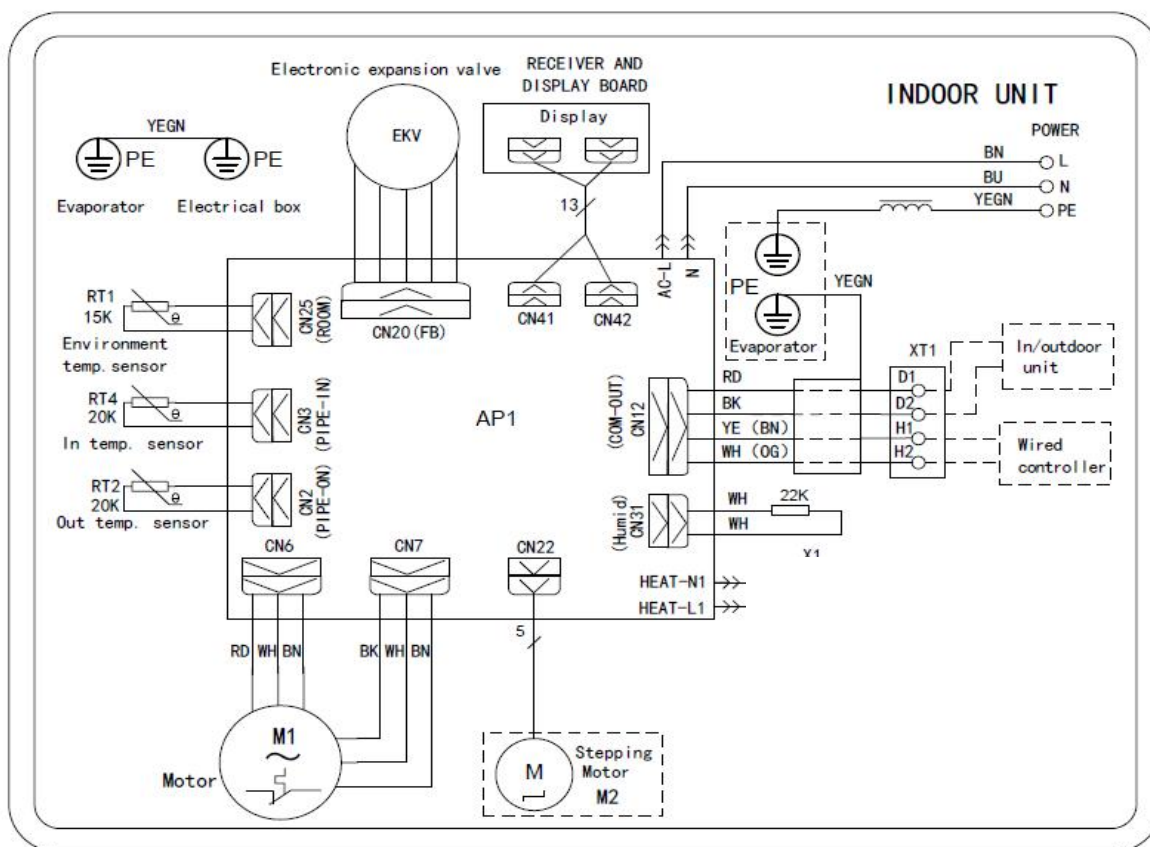 Electronic expansion valve
RECEIVER AND
DISPLAY BOARD
INDOOR UNIT
Display
EKV
YEGN
PE
PE
Evaporator
Electrical box
POWER
BN
L
BU
N
YEGN
PE
13
AC-L
N
PE
YEGN
Evaporator
RT1
15K
Environment
temp. sensor
CN25
(ROOM)
CN20(FB)
CN41
CN42
XT1
In/outdoor
unit
RT4
20K
In temp. sensor
CN3
(PIPE-IN)
AP1
(COM-OUT)
CN12
RD
BK
YE (BN)
WH (OG)
D1
D2
H1
H2
Wired
controller
RT2
20K
Out temp. sensor
CN2
(PIPE-ON)
(Humid)
CN31
WH
22K
WH
CN6
CN7
CN22
HEAT-N1
HEAT-L1
5
RD WH BN
BK WH BN
M1
Motor
M
Stepping
Motor
M2